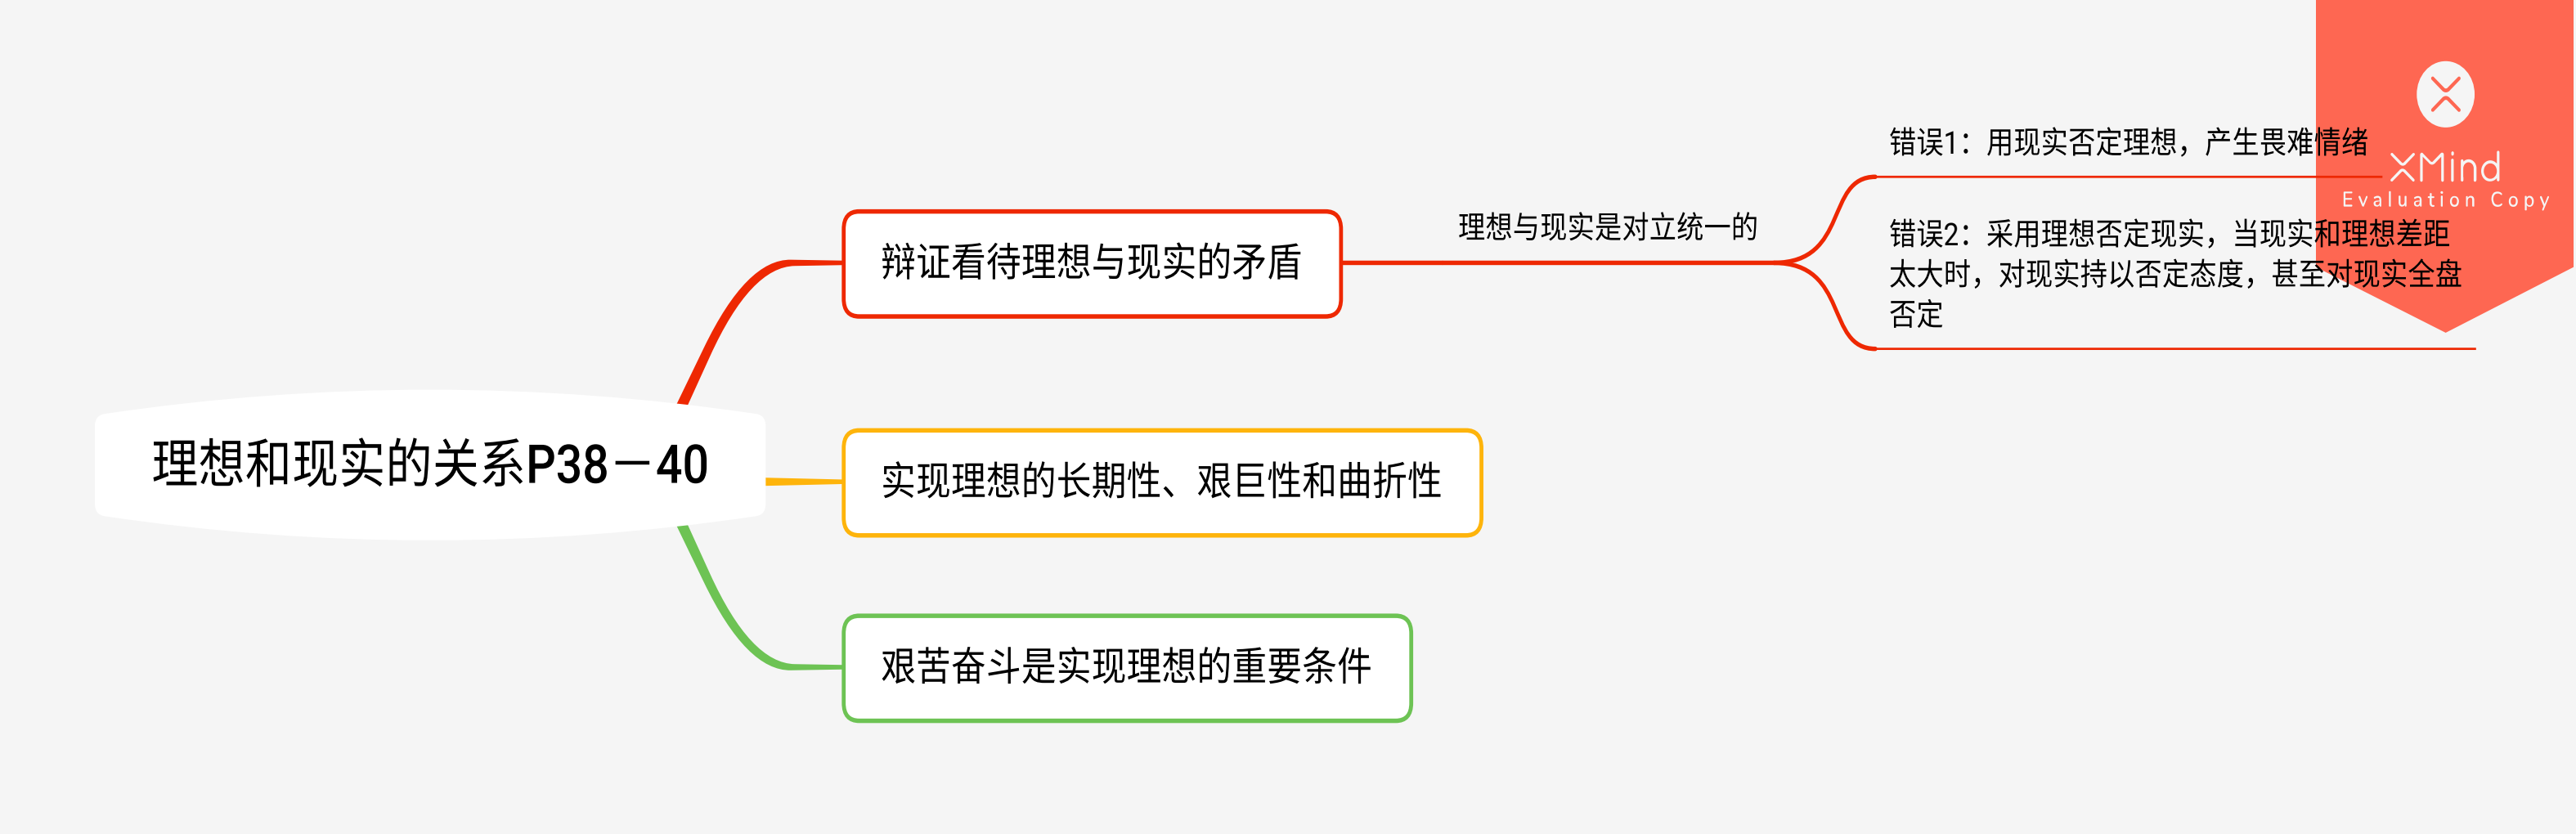 理想和现实的关系P38－40
辩证看待理想与现实的矛盾
理想与现实是对立统一的
错误1：用现实否定理想，产生畏难情绪
错误2：采用理想否定现实，当现实和理想差距
太大时，对现实持以否定态度，甚至对现实全盘
否定
实现理想的长期性、艰巨性和曲折性
艰苦奋斗是实现理想的重要条件
XMind
Evaluation Copy